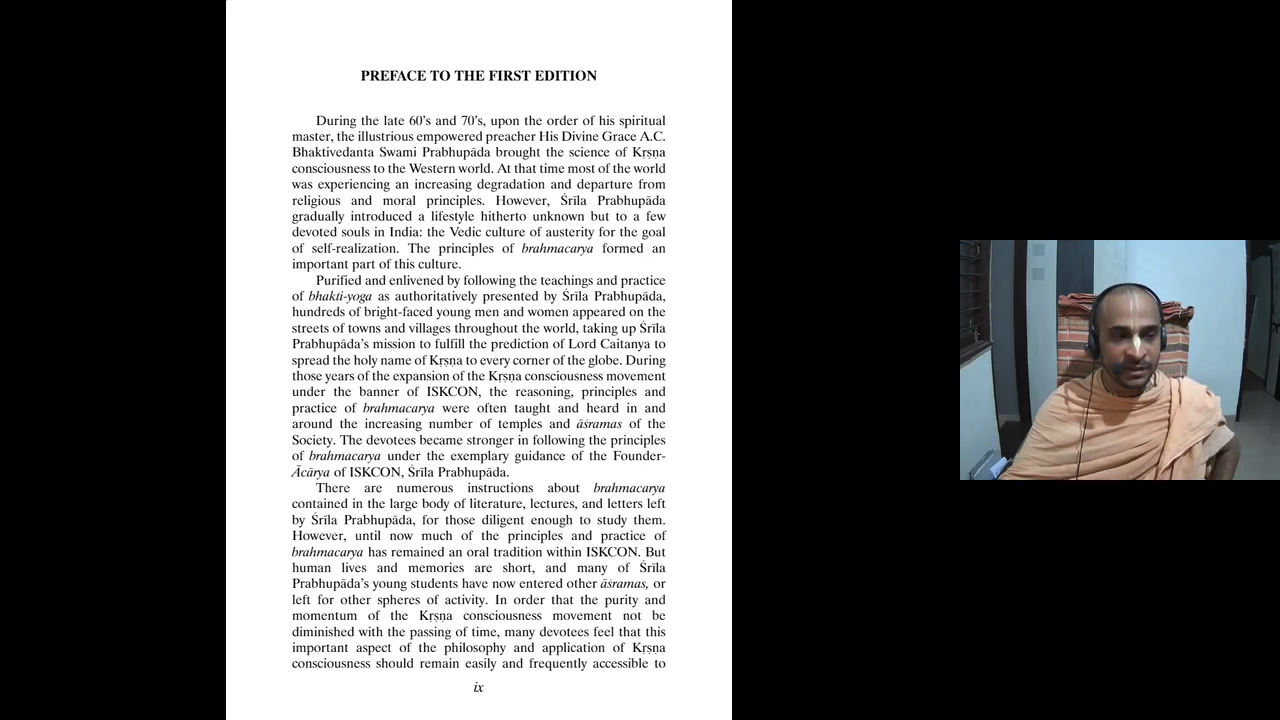 PREFACE TO THE FIRST EDITION
During the late 60's and 70's, upon the order of his spiritual
master, the illustrious empowered preacher His Divine Grace A.C.
Bhaktivedanta Swami Prabhupāda brought the science of Kṛṣṇa
consciousness to the Western world. At that time most of the world
was experiencing an increasing degradation and departure from
religious and moral principles. However, Śrīla Prabhupāda
gradually introduced a lifestyle hitherto unknown but to a few
devoted souls in India: the Vedic culture of austerity for the goal
of self-realization. The principles of brahmacarya formed an
important part of this culture.
Purified and enlivened by following the teachings and practice
of bhakti-yoga as authoritatively presented by Śrīla Prabhupāda,
hundreds of bright-faced young men and women appeared on the
streets of towns and villages throughout the world, taking up Śrīla
Prabhupāda's mission to fulfill the prediction of Lord Caitanya to
spread the holy name of Kṛṣṇa to every corner of the globe. During
those years of the expansion of the Kṛṣṇa consciousness movement
under the banner of ISKCON, the reasoning, principles and
practice of brahmacarya were often taught and heard in and
around the increasing number of temples and āśramas of the
Society. The devotees became stronger in following the principles
of brahmacarya under the exemplary guidance of the Founder-
Ācārya of ISKCON, Śrīla Prabhupāda.
There are numerous instructions about brahmacarya
contained in the large body of literature, lectures, and letters left
by Śrīla Prabhupāda, for those diligent enough to study them.
However, until now much of the principles and practice of
brahmacarya has remained an oral tradition within ISKCON. But
human lives and memories are short, and many of Śrīla
Prabhupāda's young students have now entered other āśramas, or
left for other spheres of activity. In order that the purity and
momentum of the Kṛṣṇa consciousness movement not be
diminished with the passing of time, many devotees feel that this
important aspect of the philosophy and application of Kṛṣṇa
consciousness should remain easily and frequently accessible to
ix